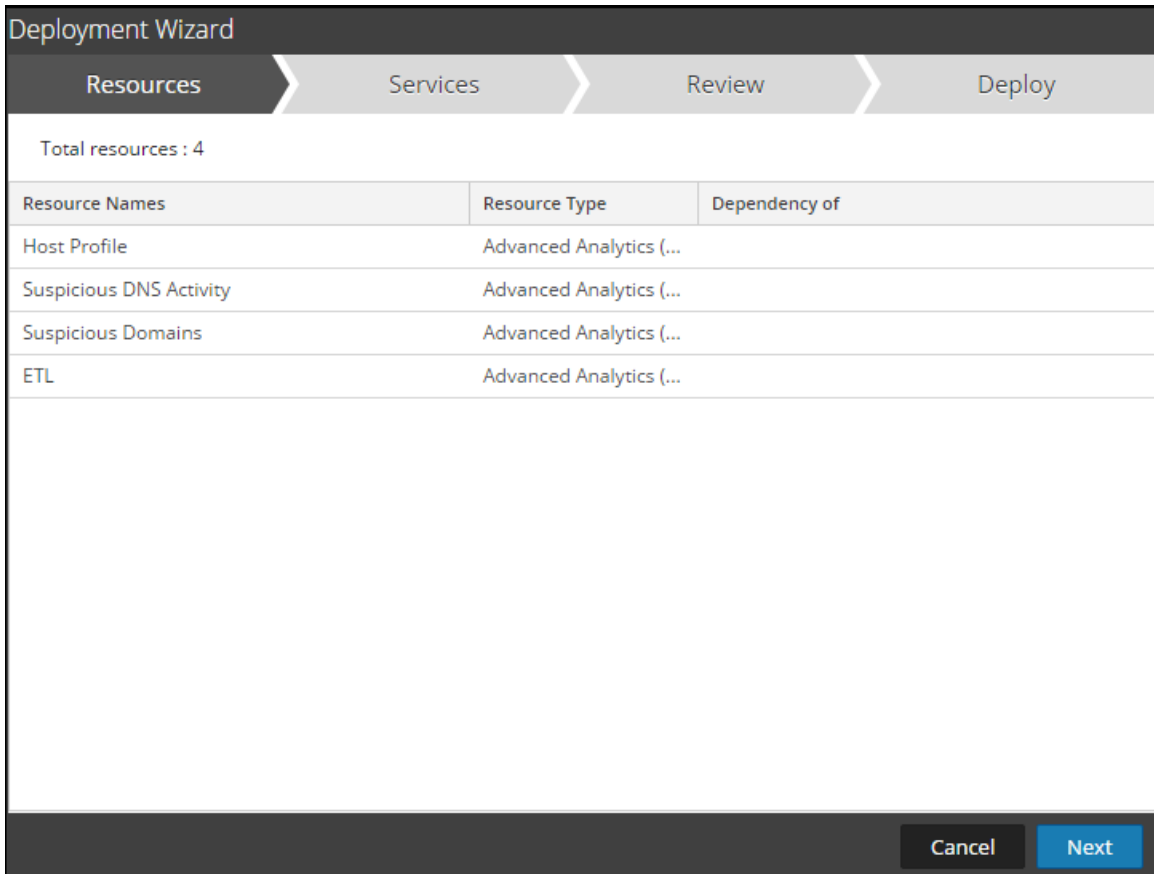 Deployment Wizard
Resources Services Review Deploy
Total resources : 4
Resource Names Resource Type Dependency of
Host Profile Advanced Analytics (...
Suspicious DNS Activity Advanced Analytics (...
Suspicious Domains Advanced Analytics (...
ETL Advanced Analytics (...
Cancel Next